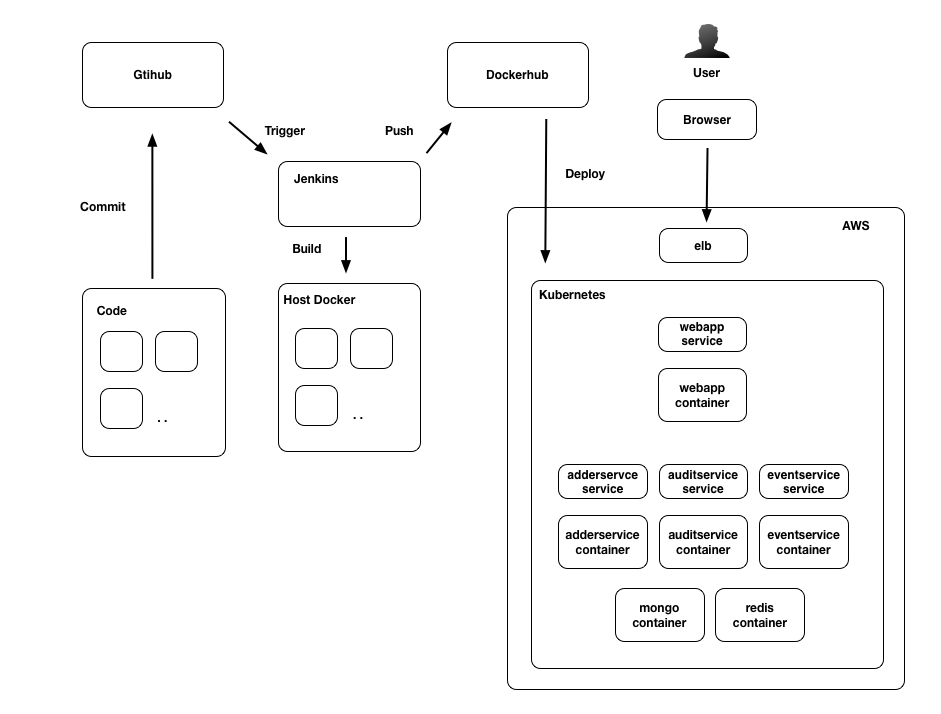 Gtihub
Dockerhub
User
Browser
Trigger
Push
Jenkins
Commit
Deploy
AWS
elb
Build
Code
. .
Host Docker
. .
Kubernetes
webapp
service
webapp
container
adderservce
service
auditservice
service
eventservice
service
adderservice
container
auditservice
container
eventservice
container
mongo
container
redis
container